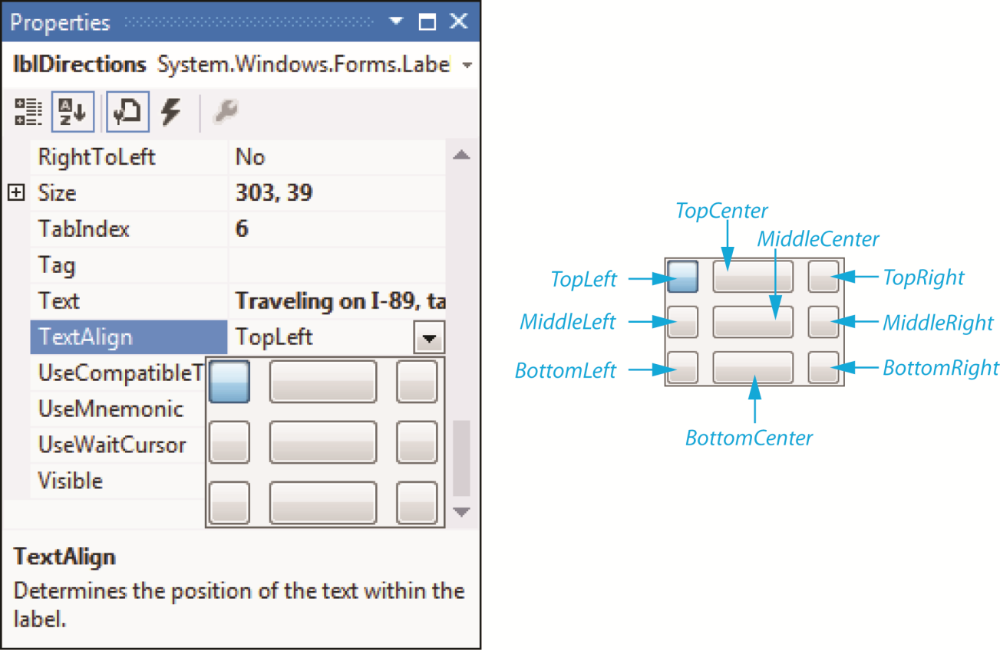 Properties
lblDirections System.Windows.Forms.Labe
RightToLeft No
Size 303, 39
TabIndex 6
Tag
Text Traveling on I-89, ta
TextAlign TopLeft
UseCompatibleT
UseMnemonic
UseWaitCursor
Visible
TextAlign
Determines the position of the text within the
label.
TopCenter
MiddleCenter
TopLeft
TopRight
MiddleLeft
MiddleRight
BottomLeft
BottomRight
BottomCenter